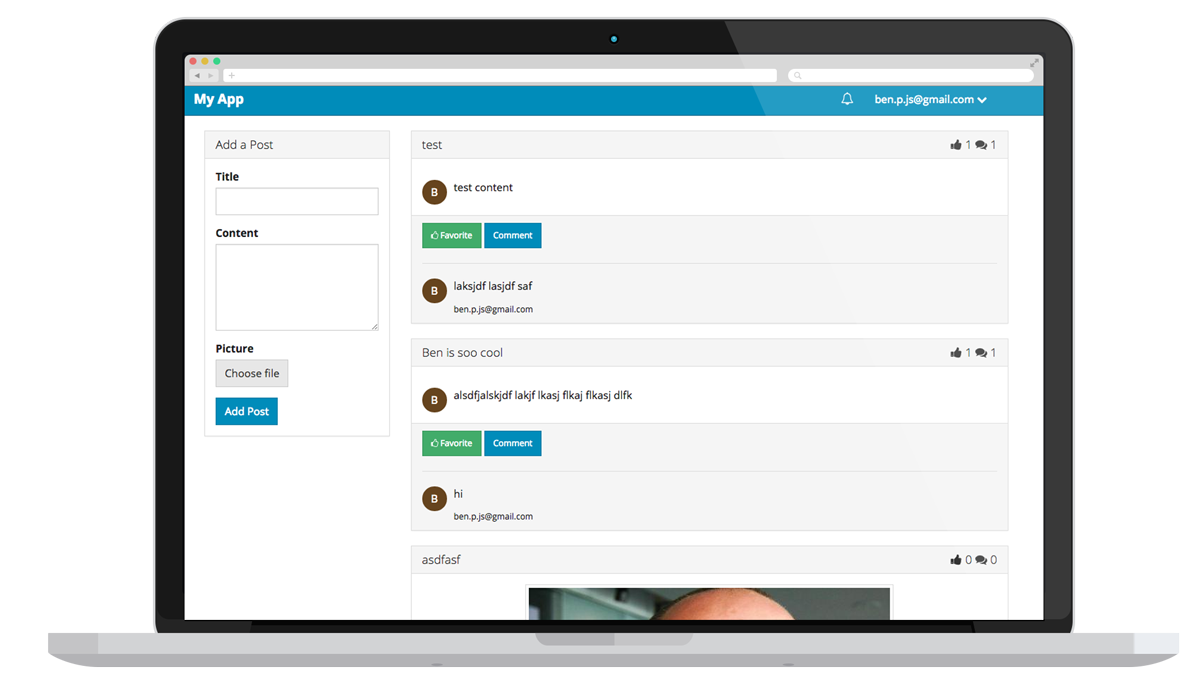 My App
ben.p.js@gmail.com
Add a Post
Title
Content
Picture
Choose file
Add Post
test
1 1
B
test content
Favorite Comment
B
laksjdf lasjdf saf
ben.p.js@gmail.com
Ben is soo cool
1 1
B
alsdfjalskjdf lakjf lkasj flkaj flkasj dlfk
Favorite Comment
B
hi
ben.p.js@gmail.com
asdfasf
0 0